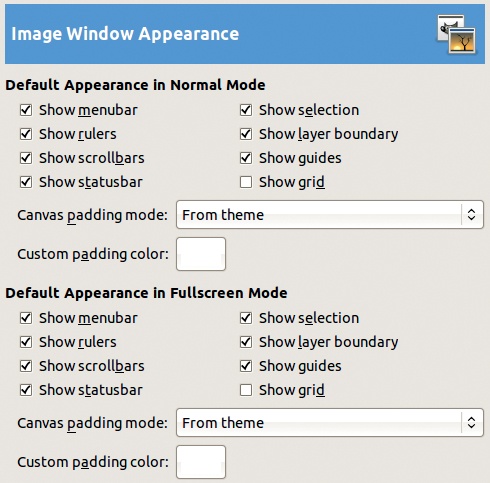 Image Window Appearance
Default Appearance in Normal Mode
Show menubar
Show selection
Show rulers
Show layer boundary
Show scrollbars
Show guides
Show statusbar
Show grid
Canvas padding mode: From theme
Custom padding color:
Default Appearance in Fullscreen Mode
Show menubar
Show selection
Show rulers
Show layer boundary
Show scrollbars
Show guides
Show statusbar
Show grid
Canvas padding mode: From theme
Custom padding color: